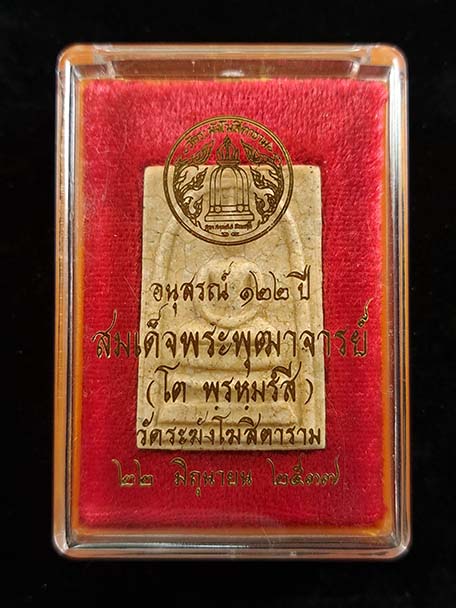 อนุสรณ์ ๑๒๒ ปี
สมเด็จพระพุฒาจารย์
(โต พรหมรังสี)
วัดระฆังโฆสิตาราม
๒๒ มิถุนายน ๒๕๓๗